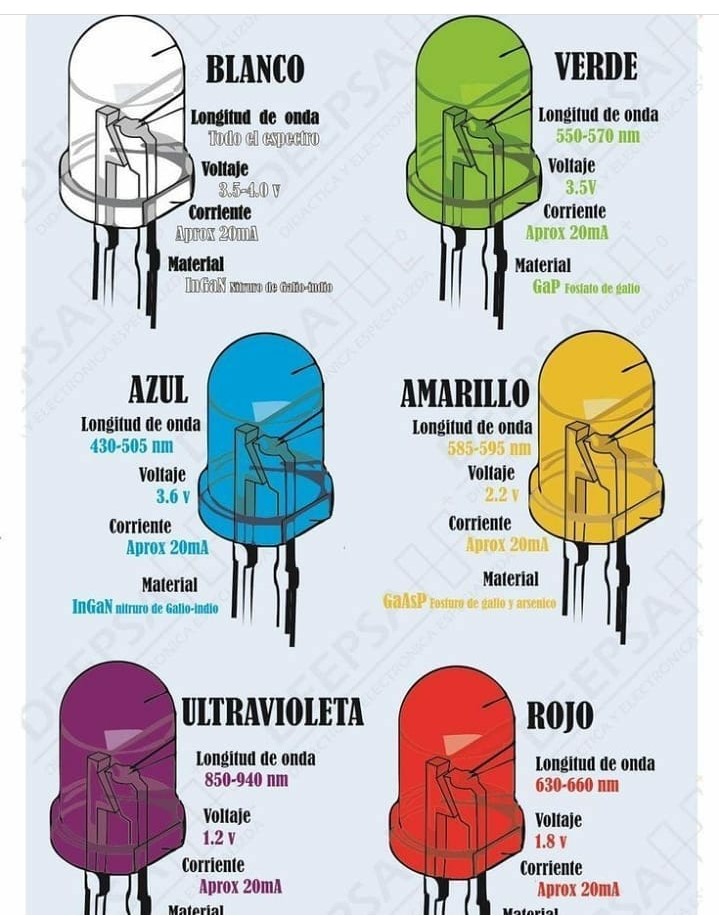 BLANCO
Longitud de onda
Todo el espectro
Voltaje
3.5-4.0 v
Corriente
Aprox 20mA
Material
InGaN Nitruro de Galio-indio
VERDE
Longitud de onda
550-570 nm
Voltaje
3.5V
Corriente
Aprox 20mA
Material
GaP Fosfato de galio
AZUL
Longitud de onda
430-505 nm
Voltaje
3.6 v
Corriente
Aprox 20mA
Material
InGaN nitruro de Galio-indio
AMARILLO
Longitud de onda
585-595 nm
Voltaje
2.2 v
Corriente
Aprox 20mA
Material
GaAsP Fosfuro de galio y arsenico
ULTRAVIOLETA
Longitud de onda
850-940 nm
Voltaje
1.2 v
Corriente
Aprox 20mA
Material
ROJO
Longitud de onda
630-660 nm
Voltaje
1.8 v
Corriente
Aprox 20mA
Material